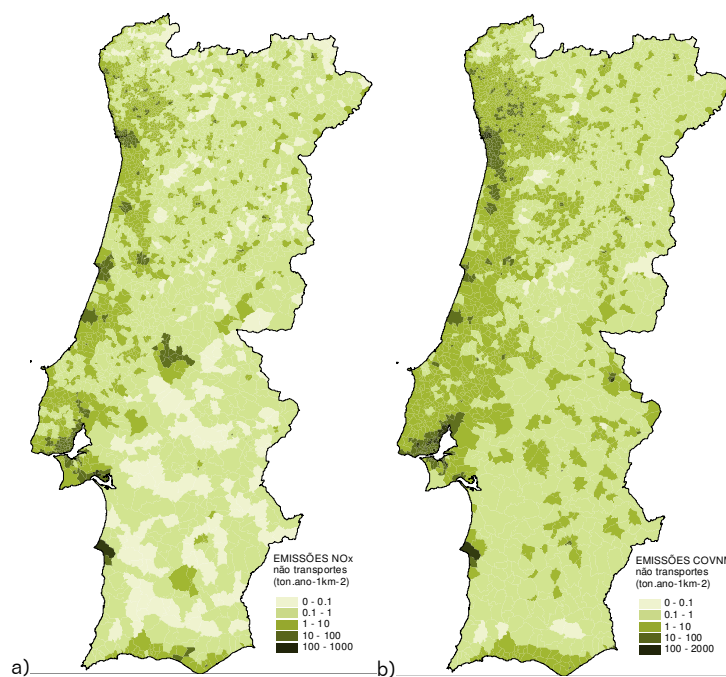 EMISSÕES NOx
não transportes
(ton.ano-1km-2)
0 - 0.1
0.1 - 1
1 - 10
10 - 100
100 - 1000
a)
EMISSÕES COVNM
não transportes
(ton.ano-1km-2)
0 - 0.1
0.1 - 1
1 - 10
10 - 100
100 - 2000
b)